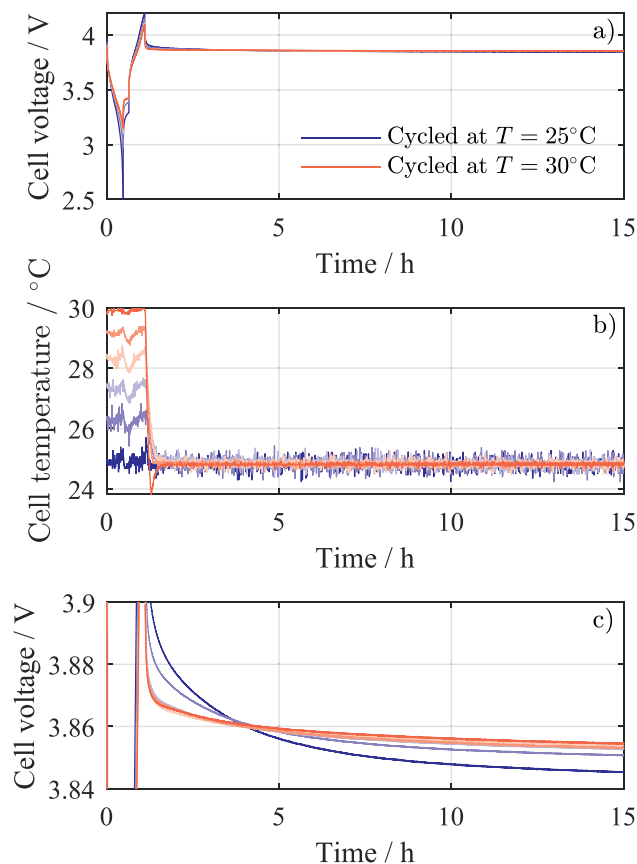 4
3.5
3
2.5
Cell voltage / V
a)
Cycled at T = 25°C
Cycled at T = 30°C
0
5
10
15
Time / h
30
28
26
24
Cell temperature / °C
b)
0
5
10
15
Time / h
3.9
3.88
3.86
3.84
Cell voltage / V
c)
0
5
10
15
Time / h